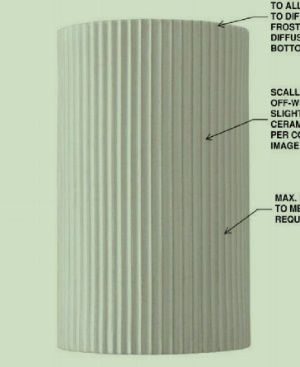 TO ALL
TO DIF
FROST
DIFFUS
BOTTO
SCALL
OFF-W
SLIGHT
CERAM
PER CO
IMAGE
MAX.
TO ME
REQU